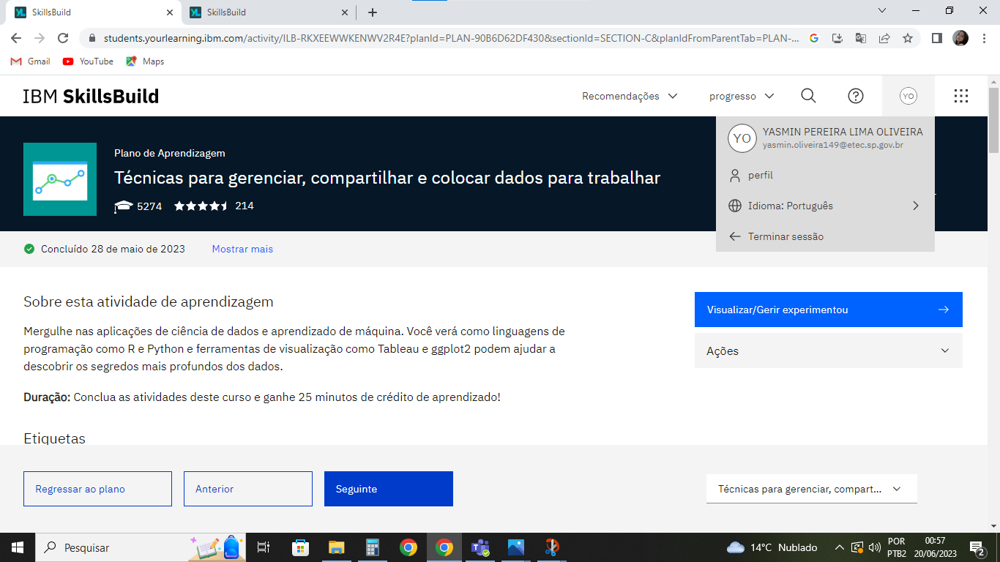 SkillsBuild
SkillsBuild
students.yourlearning.ibm.com/activity/ILB-RKXEEWWKENWV2R4E?planId=PLAN-90B6D62DF430&sectionId=SECTION-C&planIdFromParentTab=PLAN-...
Gmail
YouTube
Maps
IBM SkillsBuild
Recomendações
progresso
YO
YO
YASMIN PEREIRA LIMA OLIVEIRA
yasmin.oliveira149@etec.sp.gov.br
perfil
Idioma: Português
Terminar sessão
Plano de Aprendizagem
Técnicas para gerenciar, compartilhar e colocar dados para trabalhar
5274
214
Concluído 28 de maio de 2023
Mostrar mais
Sobre esta atividade de aprendizagem
Mergulhe nas aplicações de ciência de dados e aprendizado de máquina. Você verá como linguagens de
programação como R e Python e ferramentas de visualização como Tableau e ggplot2 podem ajudar a
descobrir os segredos mais profundos dos dados.
Duração: Conclua as atividades deste curso e ganhe 25 minutos de crédito de aprendizado!
Visualizar/Gerir experimentou
Ações
Etiquetas
Regressar ao plano
Anterior
Seguinte
Técnicas para gerenciar, compart...
Pesquisar
14°C Nublado
POR
PTB2
00:57
20/06/2023
2